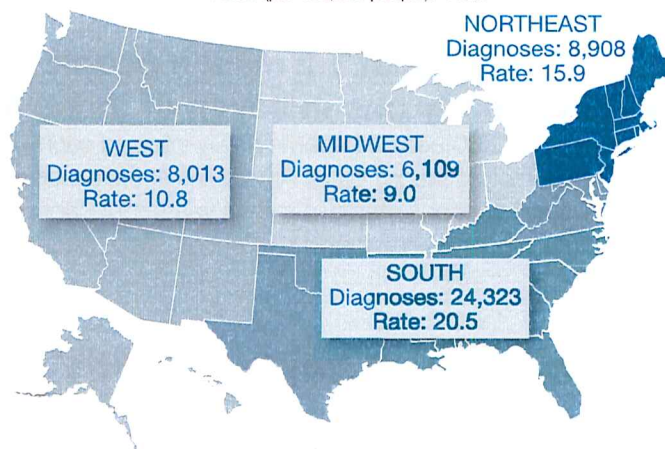 NORTHEAST
Diagnoses: 8,908
Rate: 15.9
WEST
Diagnoses: 8,013
Rate: 10.8
MIDWEST
Diagnoses: 6,109
Rate: 9.0
SOUTH
Diagnoses: 24,323
Rate: 20.5